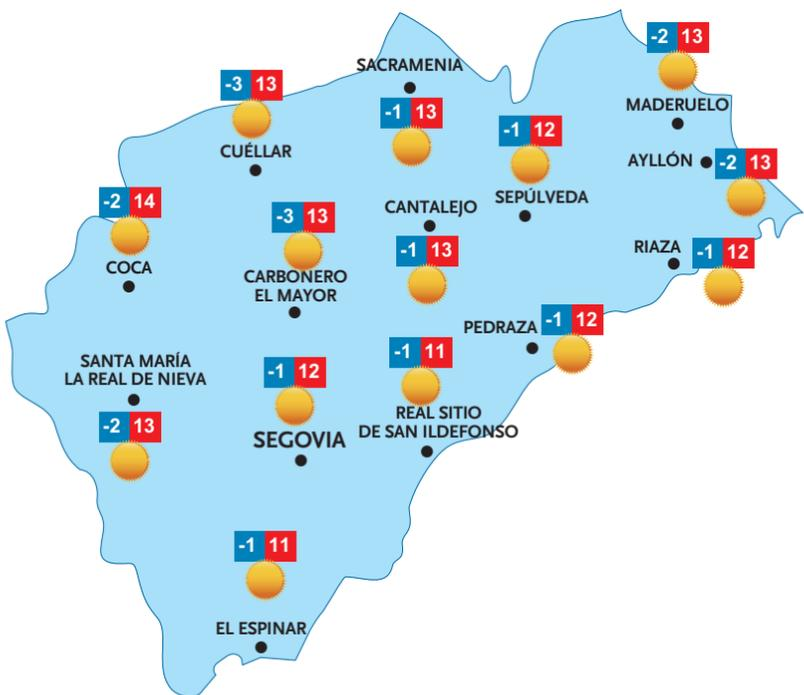 -2 13
MADERUELO
SACRAMENIA
-1 13
-3 13
CUÉLLAR
-1 12
SEPÚLVEDA
AYLLÓN
-2 13
-2 14
COCA
-3 13
CARBONERO
EL MAYOR
CANTALEJO
-1 13
RIAZA
-1 12
PEDRAZA
-1 12
SANTA MARÍA
LA REAL DE NIEVA
-2 13
-1 12
SEGOVIA
-1 11
REAL SITIO
DE SAN ILDEFONSO
-1 11
EL ESPINAR